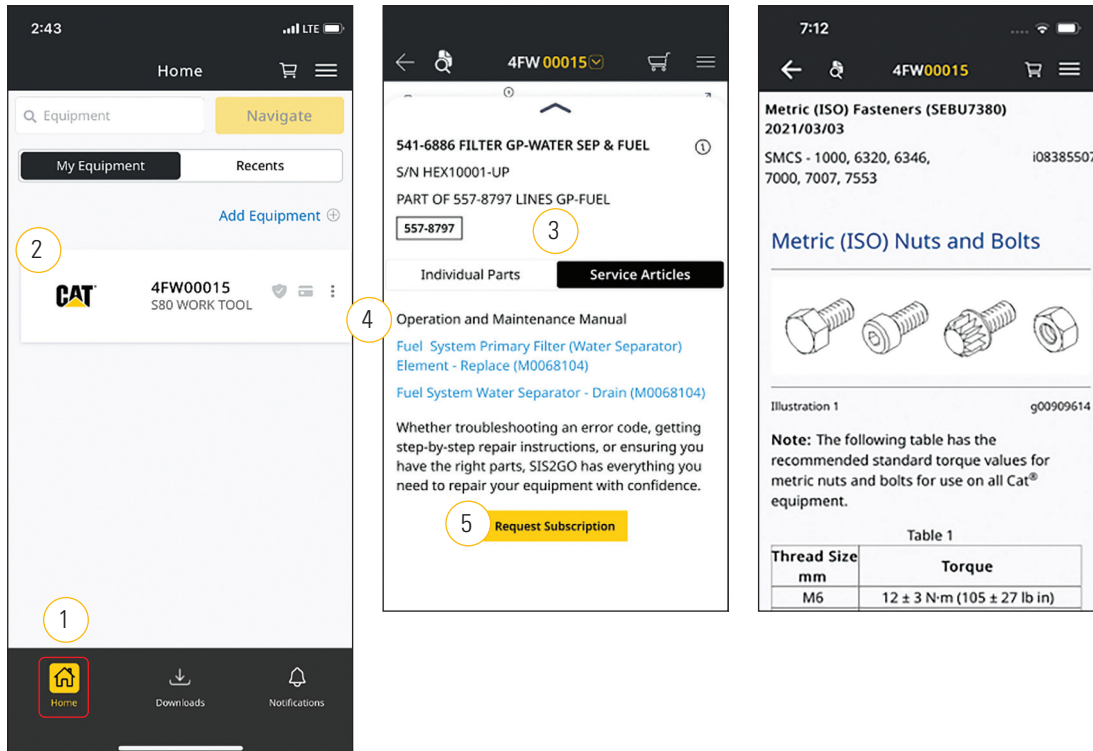 2:43
LTE
Home
Equipment
Navigate
My Equipment
Recents
Add Equipment
2
CAT
4FW00015
S80 WORK TOOL
1
Home
Downloads
Notifications
4FW00015
541-6886 FILTER GP-WATER SEP & FUEL
S/N HEX10001-UP
PART OF 557-8797 LINES GP-FUEL
557-8797
3
Individual Parts
Service Articles
4
Operation and Maintenance Manual
Fuel System Primary Filter (Water Separator)
Element - Replace (M0068104)
Fuel System Water Separator - Drain (M0068104)
Whether troubleshooting an error code, getting
step-by-step repair instructions, or ensuring you
have the right parts, SIS2GO has everything you
need to repair your equipment with confidence.
5
Request Subscription
7:12
4FW00015
Metric (ISO) Fasteners (SEBU7380)
2021/03/03
SMCS - 1000, 6320, 6346,
7000, 7007, 7553
i08385507
Metric (ISO) Nuts and Bolts
Illustration 1
g00909614
Note: The following table has the
recommended standard torque values for
metric nuts and bolts for use on all Cat®
equipment.
Table 1
Thread Size
mm
Torque
M6
12 ± 3 N·m (105 ± 27 lb in)